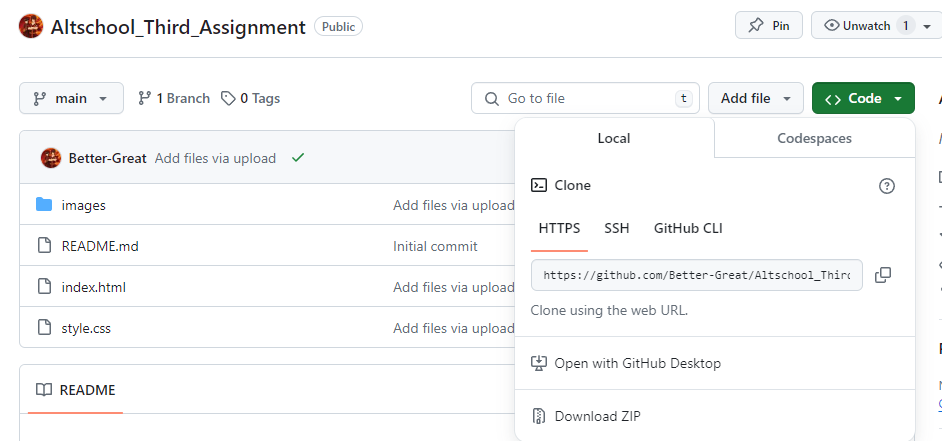 Altschool_Third_Assignment Public Pin Unwatch 1
main 1 Branch 0 Tags Go to file t Add file Code
Local Codespaces
Better-Great Add files via upload
Clone
images Add files via upload
HTTPS SSH GitHub CLI
README.md Initial commit
https://github.com/Better-Great/Altschool_Third
index.html Add files via upload
Clone using the web URL.
style.css Add files via upload
Open with GitHub Desktop
README
Download ZIP